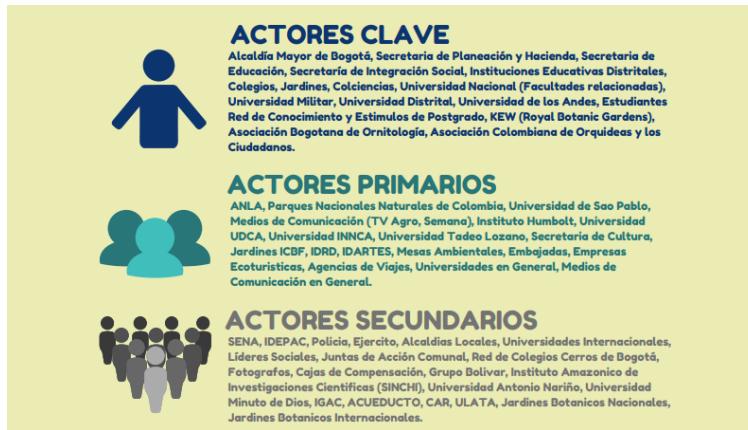 ACTORES CLAVE
Alcaldía Mayor de Bogotá, Secretaria de Planeación y Hacienda, Secretaria de
Educación, Secretaría de Integración Social, Instituciones Educativas Distritales,
Colegios, Jardines, Colciencias, Universidad Nacional (Facultades relacionadas),
Universidad Militar, Universidad Distrital, Universidad de los Andes, Estudiantes
Red de Conocimiento y Estimulos de Postgrado, KEW (Royal Botanic Gardens),
Asociación Bogotana de Ornitología, Asociación Colombiana de Orquideas y los
Ciudadanos.
ACTORES PRIMARIOS
ANLA, Parques Nacionales Naturales de Colombia, Universidad de Sao Pablo,
Medios de Comunicación (TV Agro, Semana), Instituto Humbolt, Universidad
UDCA, Universidad INNCA, Universidad Tadeo Lozano, Secretaria de Cultura,
Jardines ICBF, IDRD, IDARTES, Mesas Ambientales, Embajadas, Empresas
Ecoturisticas, Agencias de Viajes, Universidades en General, Medios de
Comunicación en General.
ACTORES SECUNDARIOS
SENA, IDEPAC, Policia, Ejercito, Alcaldias Locales, Universidades Internacionales,
Líderes Sociales, Juntas de Acción Comunal, Red de Colegios Cerros de Bogotá,
Fotografos, Cajas de Compensación, Grupo Bolivar, Instituto Amazonico de
Investigaciones Cientificas (SINCHI), Universidad Antonio Nariño, Universidad
Minuto de Dios, IGAC, ACUEDUCTO, CAR, ULATA, Jardines Botanicos Nacionales,
Jardines Botanicos Internacionales.